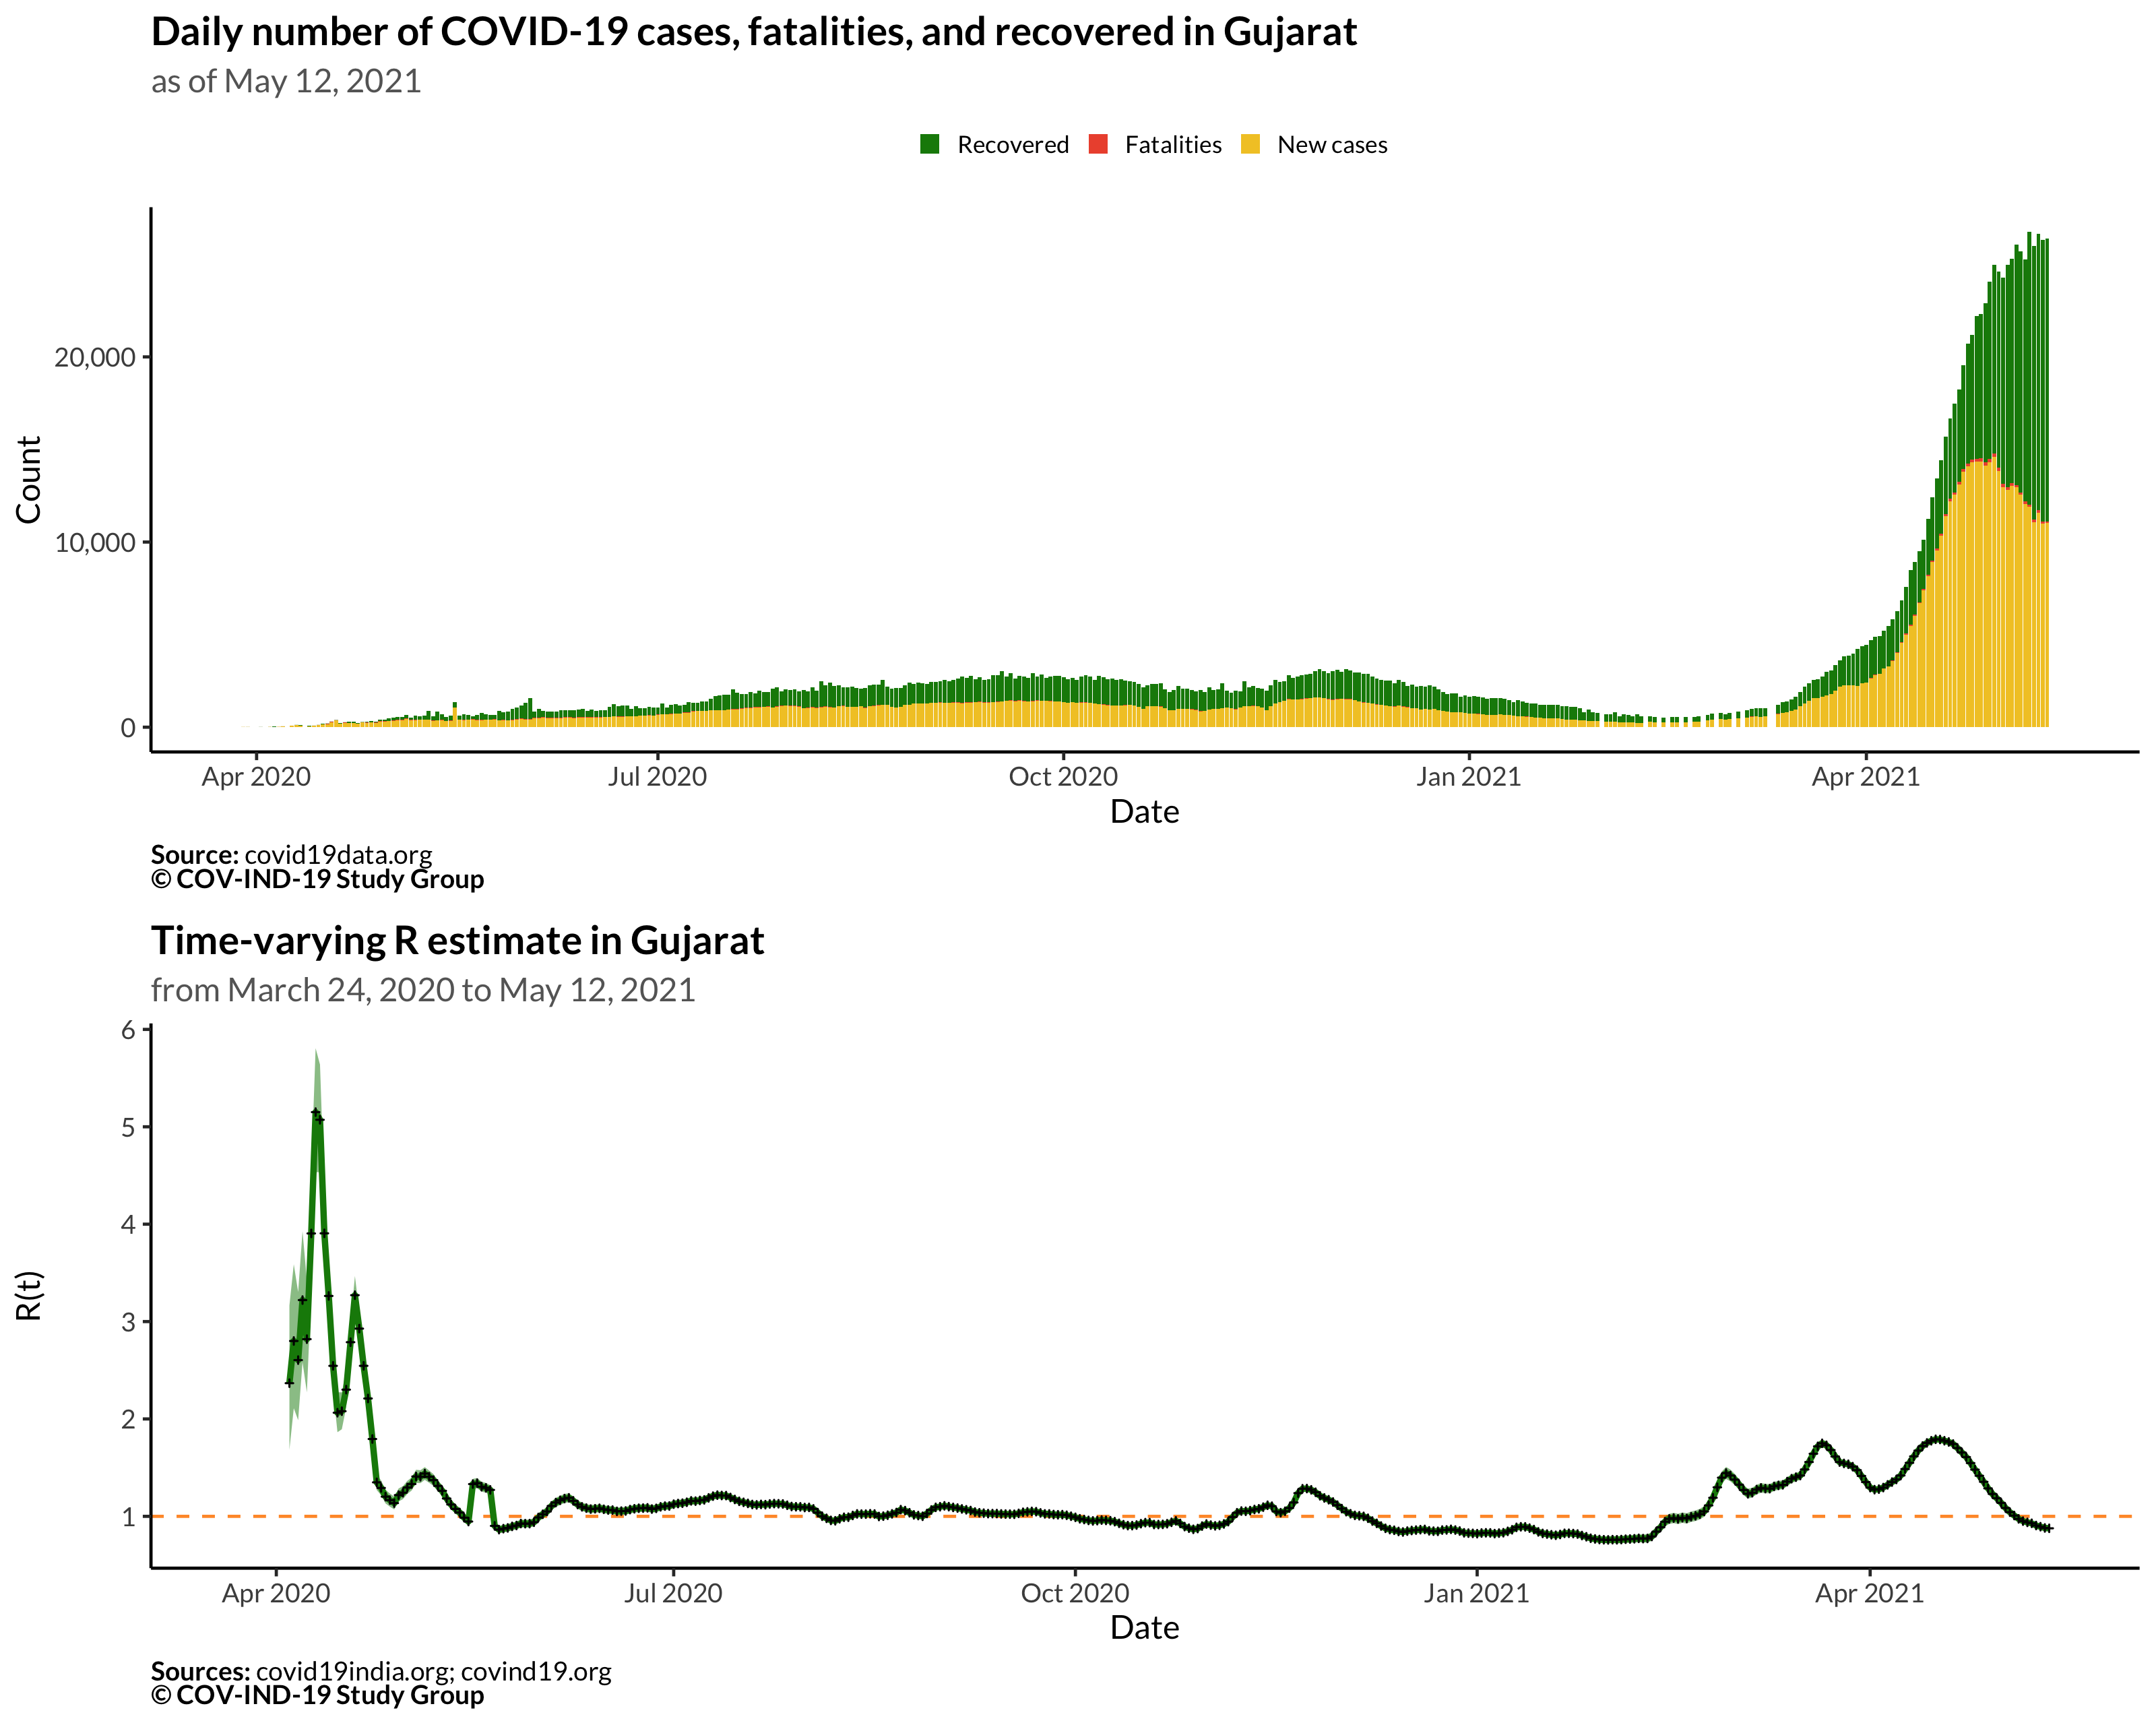 Daily number of COVID-19 cases, fatalities, and recovered in Gujarat
as of May 12, 2021
Recovered Fatalities New cases
Count
20,000
10,000
0
Apr 2020 Jul 2020 Oct 2020 Jan 2021 Apr 2021
Date
Source: covid19data.org
© COV-IND-19 Study Group
Time-varying R estimate in Gujarat
from March 24, 2020 to May 12, 2021
R(t)
6
5
4
3
2
1
Apr 2020 Jul 2020 Oct 2020 Jan 2021 Apr 2021
Date
Sources: covid19india.org; covind19.org
© COV-IND-19 Study Group